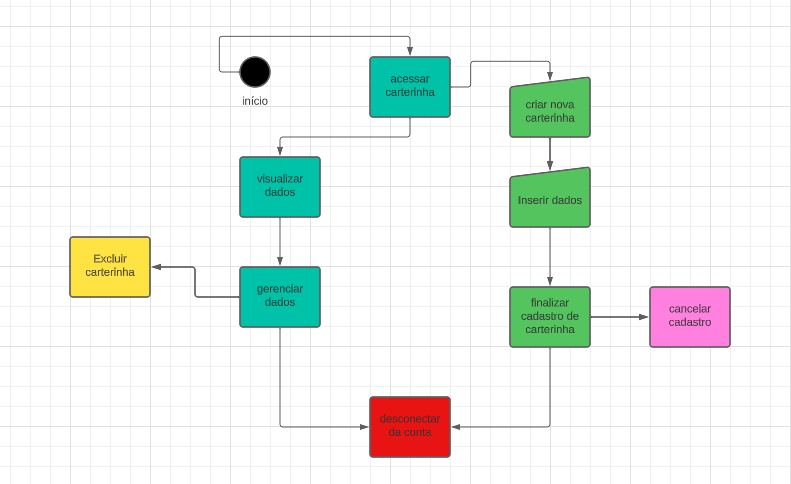 início
acessar
carterinha
criar nova
carterinha
visualizar
dados
Inserir dados
Excluir
carterinha
gerenciar
dados
finalizar
cadastro de
carterinha
cancelar
cadastro
desconectar
da conta